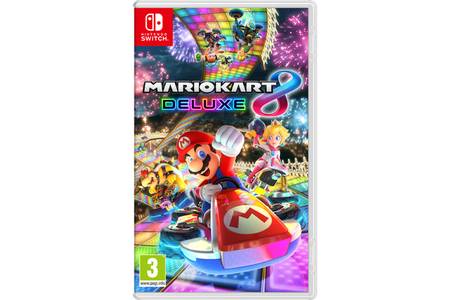 NINTENDO
SWITCH
MARIOKART 8
DELUXE
M
M
3
www.pegi.info